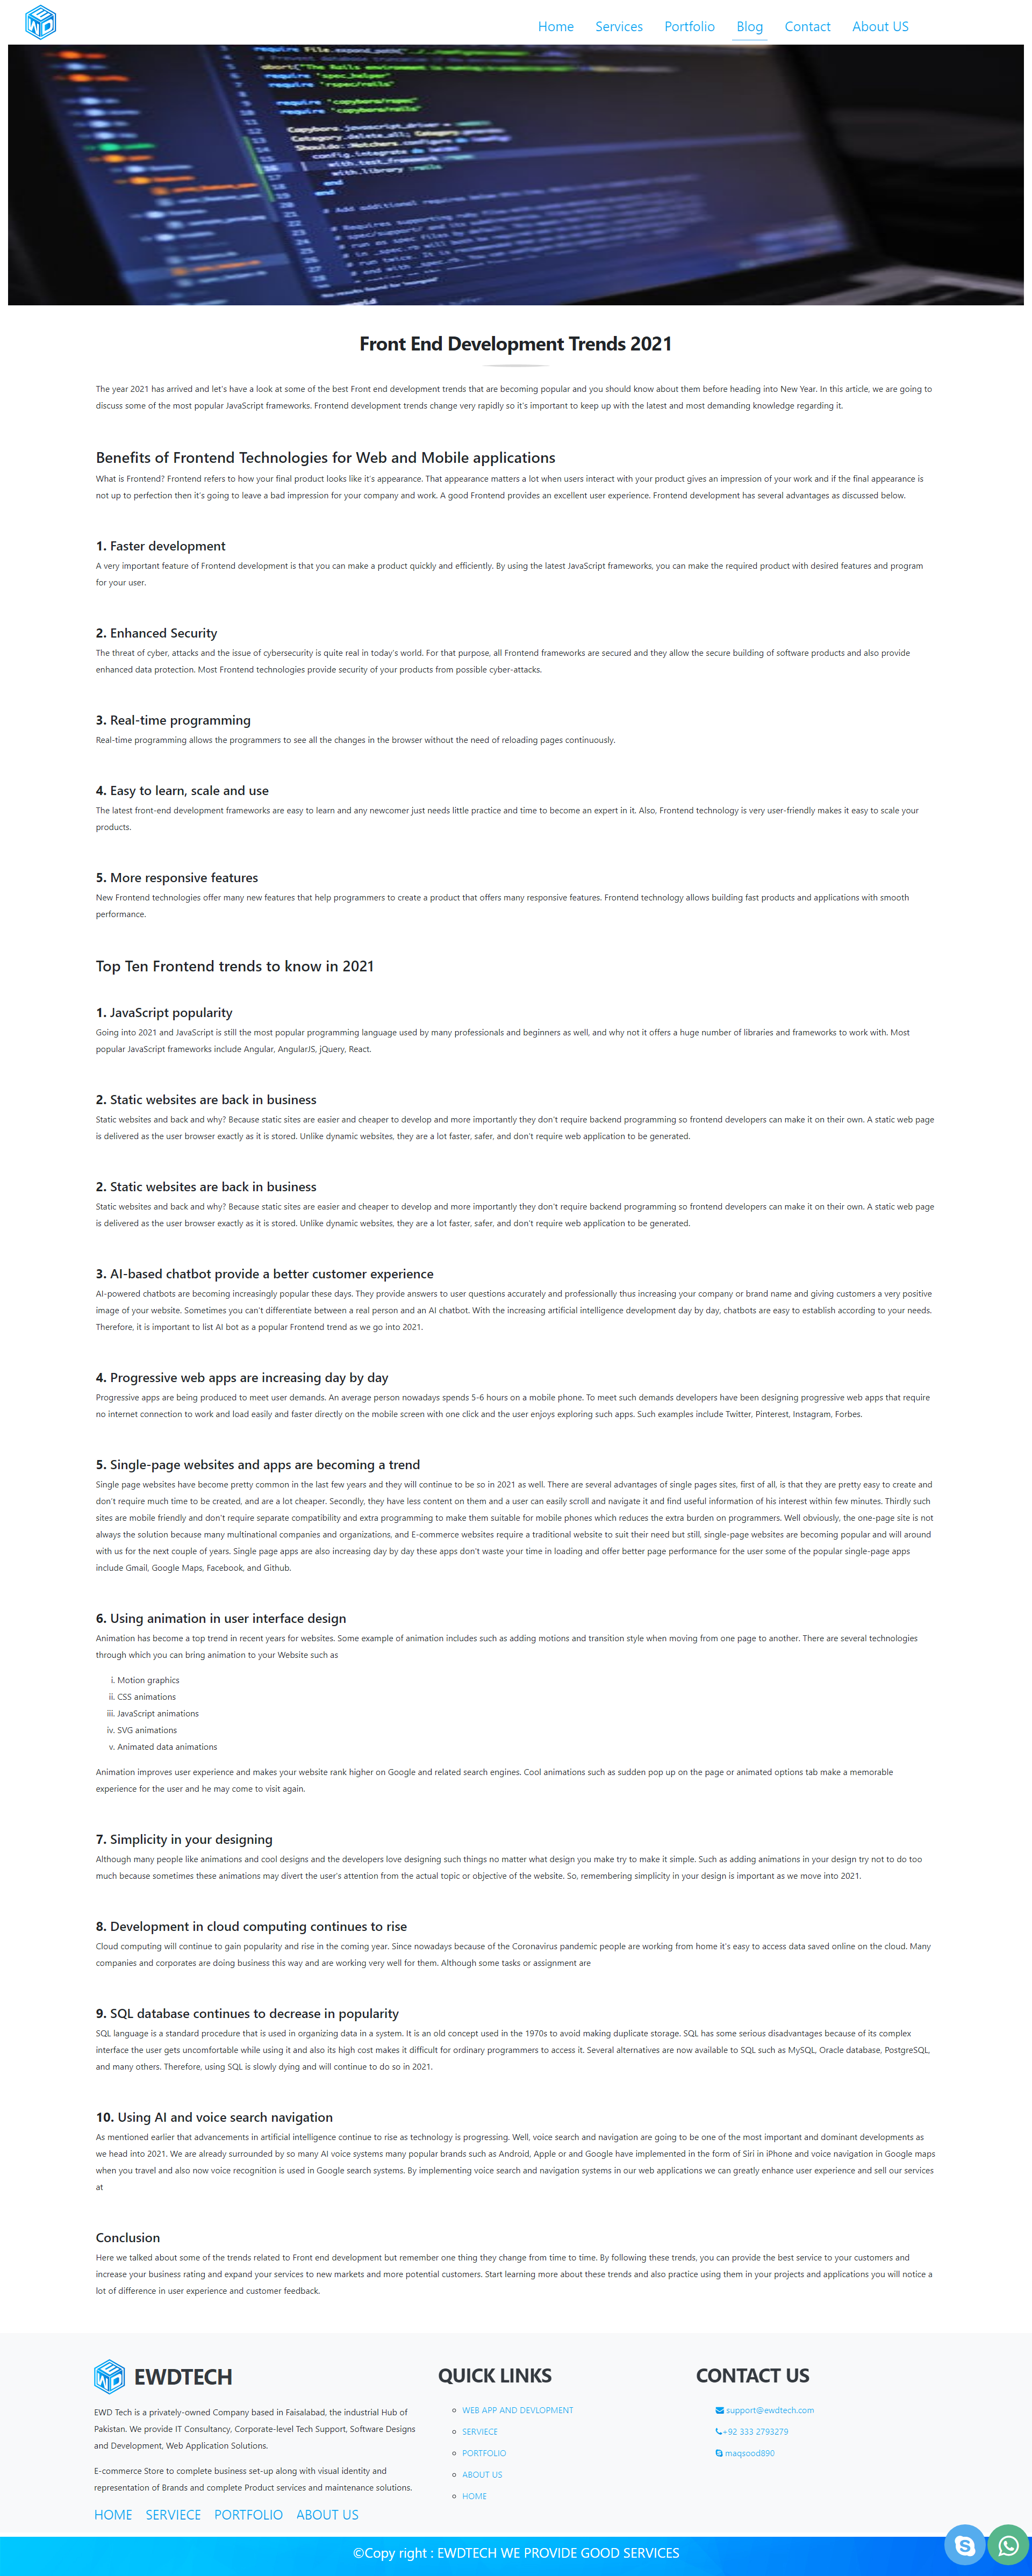 Home Services Portfolio Blog Contact About US
Front End Development Trends 2021
The year 2021 has arrived and let's have a look at some of the best Front end development trends that are becoming popular and you should know about them before heading into New Year. In this article, we are going to
discuss some of the most popular JavaScript frameworks. Frontend development trends change very rapidly so it's important to keep up with the latest and most demanding knowledge regarding it.
Benefits of Frontend Technologies for Web and Mobile applications
What is Frontend? Frontend refers to how your final product looks like it's appearance. That appearance matters a lot when users interact with your product gives an impression of your work and if the final appearance is
not up to perfection then it's going to leave a bad impression for your company and work. A good Frontend provides an excellent user experience. Frontend development has several advantages as discussed below.
1. Faster development
A very important feature of Frontend development is that you can make a product quickly and efficiently. By using the latest JavaScript frameworks, you can make the required product with desired features and program
for your user.
2. Enhanced Security
The threat of cyber, attacks and the issue of cybersecurity is quite real in today's world. For that purpose, all Frontend frameworks are secured and they allow the secure building of software products and also provide
enhanced data protection. Most Frontend technologies provide security of your products from possible cyber-attacks.
3. Real-time programming
Real-time programming allows the programmers to see all the changes in the browser without the need of reloading pages continuously.
4. Easy to learn, scale and use
The latest front-end development frameworks are easy to learn and any newcomer just needs little practice and time to become an expert in it. Also, Frontend technology is very user-friendly makes it easy to scale your
products.
5. More responsive features
New Frontend technologies offer many new features that help programmers to create a product that offers many responsive features. Frontend technology allows building fast products and applications with smooth
performance.
Top Ten Frontend trends to know in 2021
1. JavaScript popularity
Going into 2021 and JavaScript is still the most popular programming language used by many professionals and beginners as well, and why not it offers a huge number of libraries and frameworks to work with. Most
popular JavaScript frameworks include Angular, AngularJS, jQuery, React.
2. Static websites are back in business
Static websites and back and why? Because static sites are easier and cheaper to develop and more importantly they don't require backend programming so frontend developers can make it on their own. A static web page
is delivered as the user browser exactly as it is stored. Unlike dynamic websites, they are a lot faster, safer, and don't require web application to be generated.
2. Static websites are back in business
Static websites and back and why? Because static sites are easier and cheaper to develop and more importantly they don't require backend programming so frontend developers can make it on their own. A static web page
is delivered as the user browser exactly as it is stored. Unlike dynamic websites, they are a lot faster, safer, and don't require web application to be generated.
3. AI-based chatbot provide a better customer experience
AI-powered chatbots are becoming increasingly popular these days. They provide answers to user questions accurately and professionally thus increasing your company or brand name and giving customers a very positive
image of your website. Sometimes you can't differentiate between a real person and an AI chatbot. With the increasing artificial intelligence development day by day, chatbots are easy to establish according to your needs.
Therefore, it is important to list AI bot as a popular Frontend trend as we go into 2021.
4. Progressive web apps are increasing day by day
Progressive apps are being produced to meet user demands. An average person nowadays spends 5-6 hours on a mobile phone. To meet such demands developers have been designing progressive web apps that require
no internet connection to work and load easily and faster directly on the mobile screen with one click and the user enjoys exploring such apps. Such examples include Twitter, Pinterest, Instagram, Forbes.
5. Single-page websites and apps are becoming a trend
Single page websites have become pretty common in the last few years and they will continue to be so in 2021 as well. There are several advantages of single pages sites, first of all, is that they are pretty easy to create and
don't require much time to be created, and are a lot cheaper. Secondly, they have less content on them and a user can easily scroll and navigate it and find useful information of his interest within few minutes. Thirdly such
sites are mobile friendly and don't require separate compatibility and extra programming to make them suitable for mobile phones which reduces the extra burden on programmers. Well obviously, the one-page site is not
always the solution because many multinational companies and organizations, and E-commerce websites require a traditional website to suit their need but still, single-page websites are becoming popular and will around
with us for the next couple of years. Single page apps are also increasing day by day these apps don't waste your time in loading and offer better page performance for the user some of the popular single-page apps
include Gmail, Google Maps, Facebook, and Github.
6. Using animation in user interface design
Animation has become a top trend in recent years for websites. Some example of animation includes such as adding motions and transition style when moving from one page to another. There are several technologies
through which you can bring animation to your Website such as
i. Motion graphics
ii. CSS animations
iii. JavaScript animations
iv. SVG animations
v. Animated data animations
Animation improves user experience and makes your website rank higher on Google and related search engines. Cool animations such as sudden pop up on the page or animated options tab make a memorable
experience for the user and he may come to visit again.
7. Simplicity in your designing
Although many people like animations and cool designs and the developers love designing such things no matter what design you make try to make it simple. Such as adding animations in your design try not to do too
much because sometimes these animations may divert the user's attention from the actual topic or objective of the website. So, remembering simplicity in your design is important as we move into 2021.
8. Development in cloud computing continues to rise
Cloud computing will continue to gain popularity and rise in the coming year. Since nowadays because of the Coronavirus pandemic people are working from home it's easy to access data saved online on the cloud. Many
companies and corporates are doing business this way and are working very well for them. Although some tasks or assignment are
9. SQL database continues to decrease in popularity
SQL language is a standard procedure that is used in organizing data in a system. It is an old concept used in the 1970s to avoid making duplicate storage. SQL has some serious disadvantages because of its complex
interface the user gets uncomfortable while using it and also its high cost makes it difficult for ordinary programmers to access it. Several alternatives are now available to SQL such as MySQL, Oracle database, PostgreSQL,
and many others. Therefore, using SQL is slowly dying and will continue to do so in 2021.
10. Using AI and voice search navigation
As mentioned earlier that advancements in artificial intelligence continue to rise as technology is progressing. Well, voice search and navigation are going to be one of the most important and dominant developments as
we head into 2021. We are already surrounded by so many AI voice systems many popular brands such as Android, Apple or and Google have implemented in the form of Siri in iPhone and voice navigation in Google maps
when you travel and also now voice recognition is used in Google search systems. By implementing voice search and navigation systems in our web applications we can greatly enhance user experience and sell our services
at
Conclusion
Here we talked about some of the trends related to Front end development but remember one thing they change from time to time. By following these trends, you can provide the best service to your customers and
increase your business rating and expand your services to new markets and more potential customers. Start learning more about these trends and also practice using them in your projects and applications you will notice a
lot of difference in user experience and customer feedback.
EWDTECH
EWD Tech is a privately-owned Company based in Faisalabad, the industrial Hub of
Pakistan. We provide IT Consultancy, Corporate-level Tech Support, Software Designs
and Development, Web Application Solutions.
E-commerce Store to complete business set-up along with visual identity and
representation of Brands and complete Product services and maintenance solutions.
HOME SERVIECE PORTFOLIO ABOUT US
QUICK LINKS
WEB APP AND DEVLOPMENT
SERVIECE
PORTFOLIO
ABOUT US
HOME
CONTACT US
support@ewdtech.com
+92 333 2793279
maqsood890
©Copy right : EWDTECH WE PROVIDE GOOD SERVICES